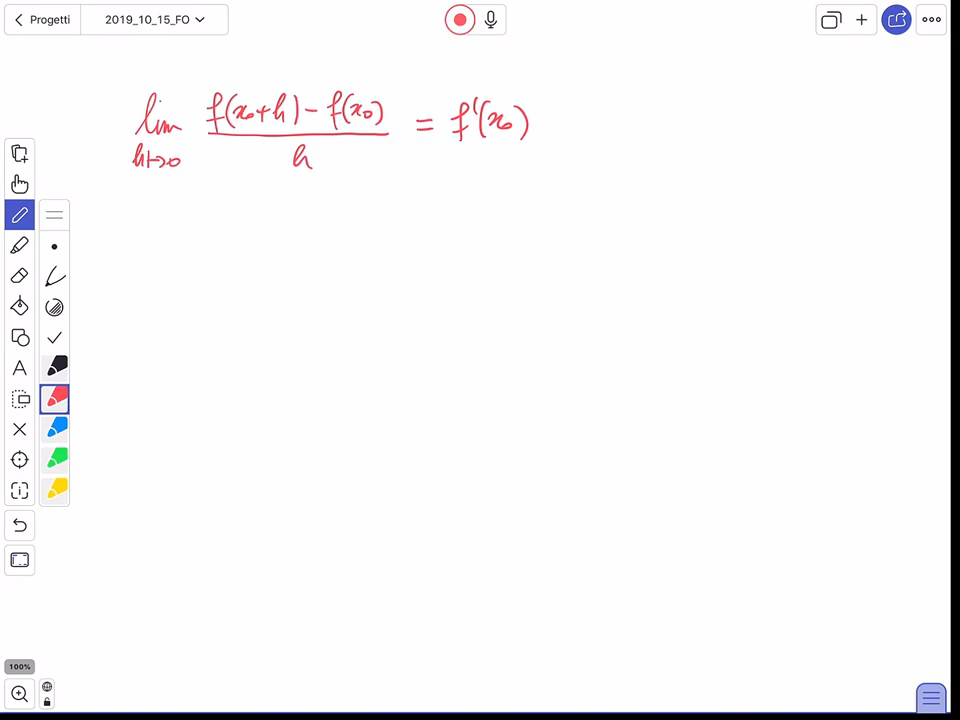 Progetti
2019_10_15_FO
lim h→0 (f(x₀+h) - f(x₀))/h = f'(x₀)
A
100%